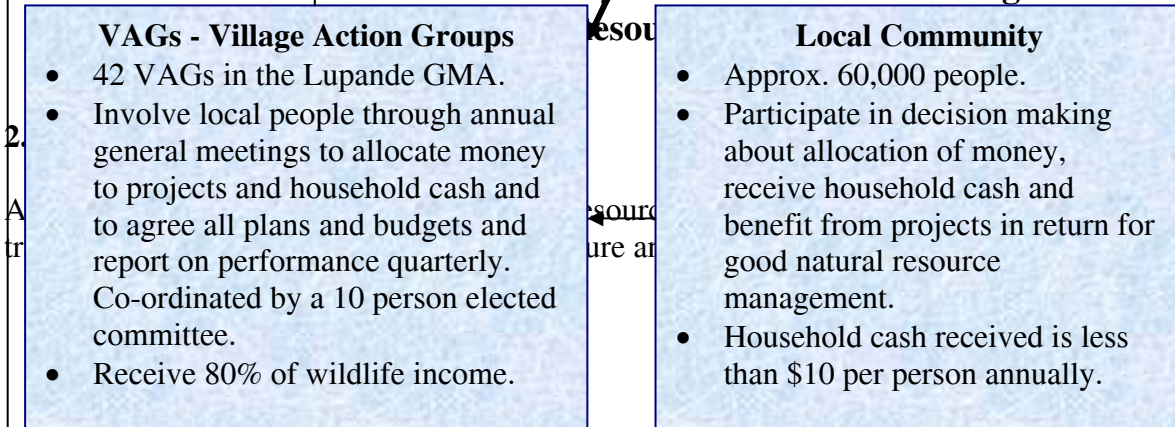 VAGs - Village Action Groups
• 42 VAGs in the Lupande GMA.
• Involve local people through annual
general meetings to allocate money
to projects and household cash and
to agree all plans and budgets and
report on performance quarterly.
Co-ordinated by a 10 person elected
committee.
• Receive 80% of wildlife income.
Local Community
• Approx. 60,000 people.
• Participate in decision making
about allocation of money,
receive household cash and
benefit from projects in return for
good natural resource
management.
• Household cash received is less
than $10 per person annually.
2.